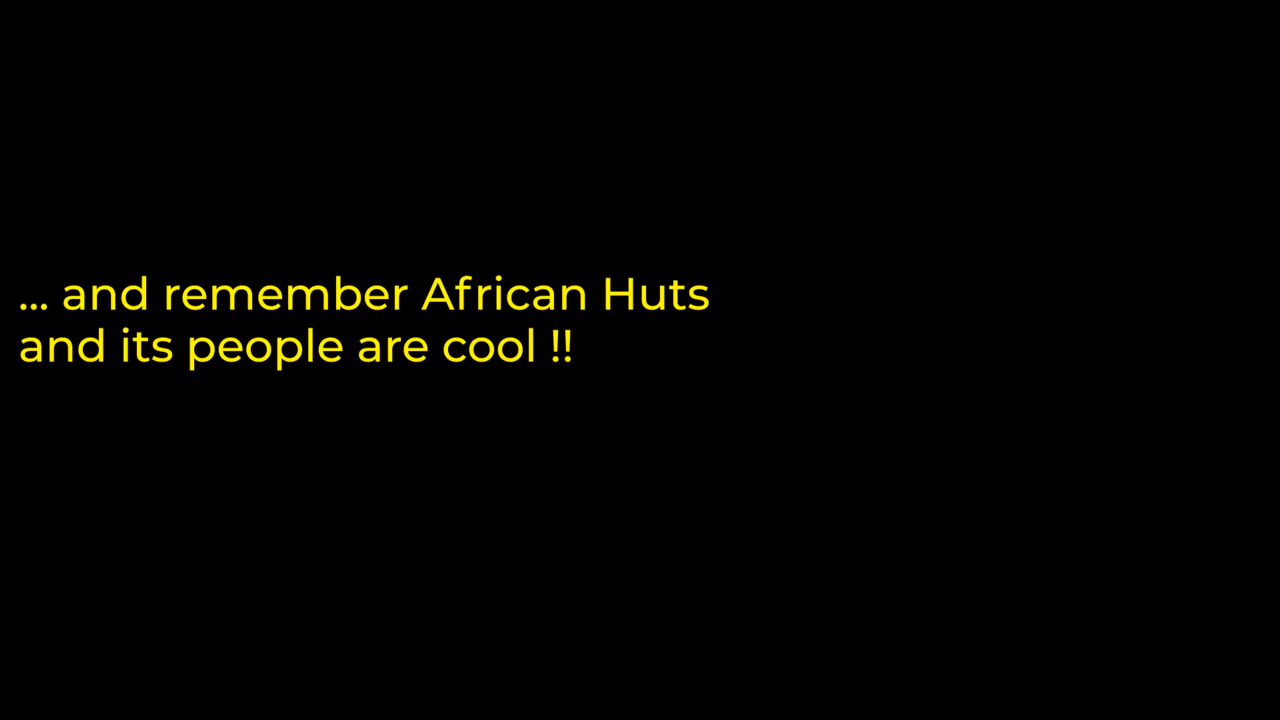 ... and remember African Huts
and its people are cool !!